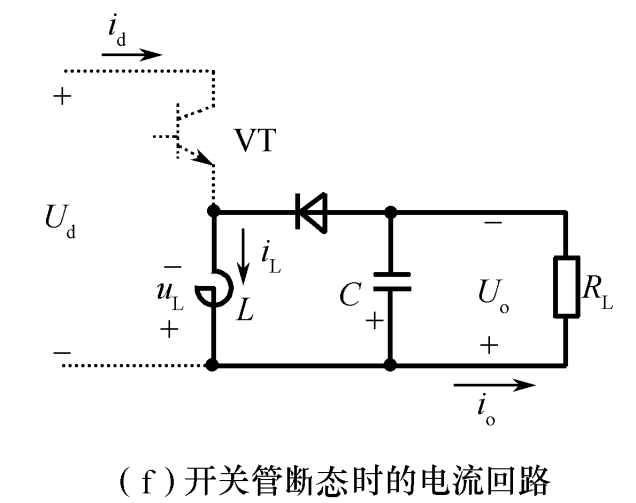 i_d
+
VT
U_d
−
i_L
−
u_L
L
+
C
+
−
U_o
+
R_L
−
i_o
(f)开关管断态时的电流回路